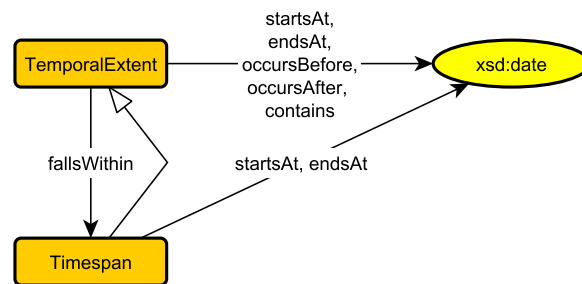 startsAt,
endsAt,
TemporalExtent
occursBefore,
xsd:date
occursAfter,
contains
fallsWithin
startsAt, endsAt
Timespan